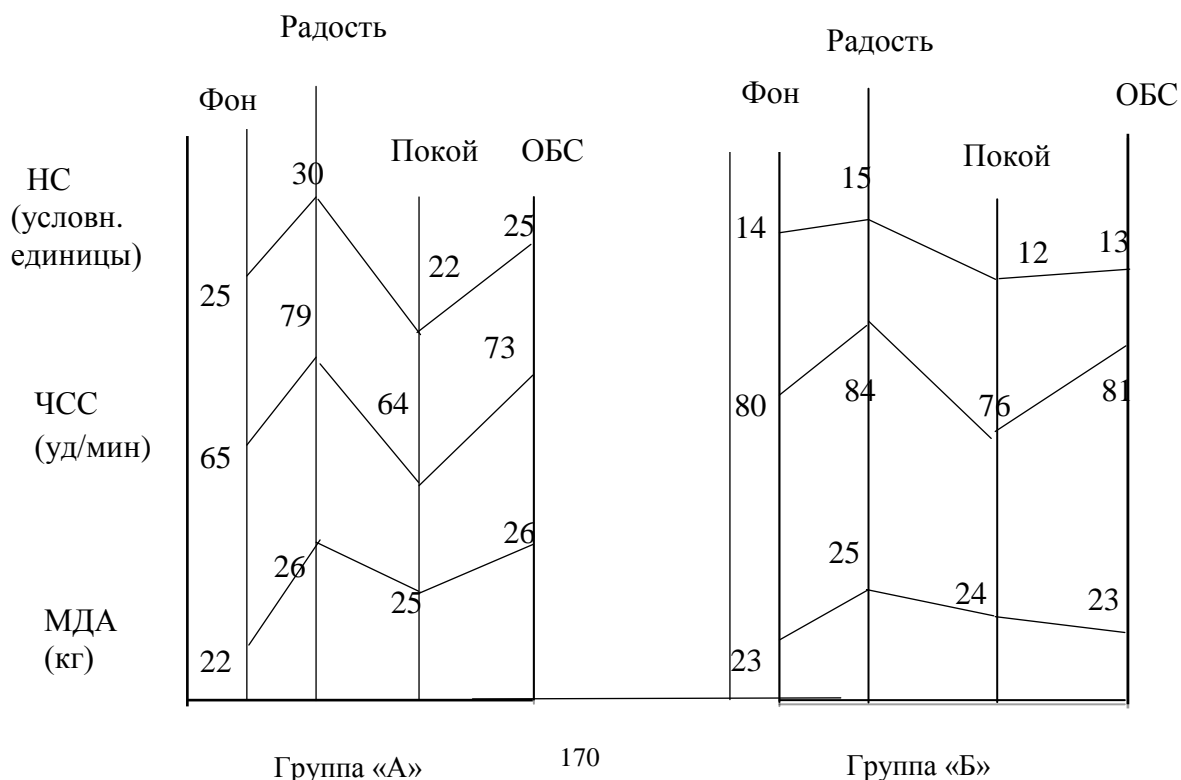 Радость
Радость
Фон
Фон
ОБС
Покой
ОБС
Покой
НС
(условн.
единицы)
30
25
22
25
15
14
12
13
79
73
64
65
ЧСС
(уд/мин)
84
80
76
81
26
26
25
22
МДА
(кг)
25
24
23
23
170
Группа «А»
Группа «Б»